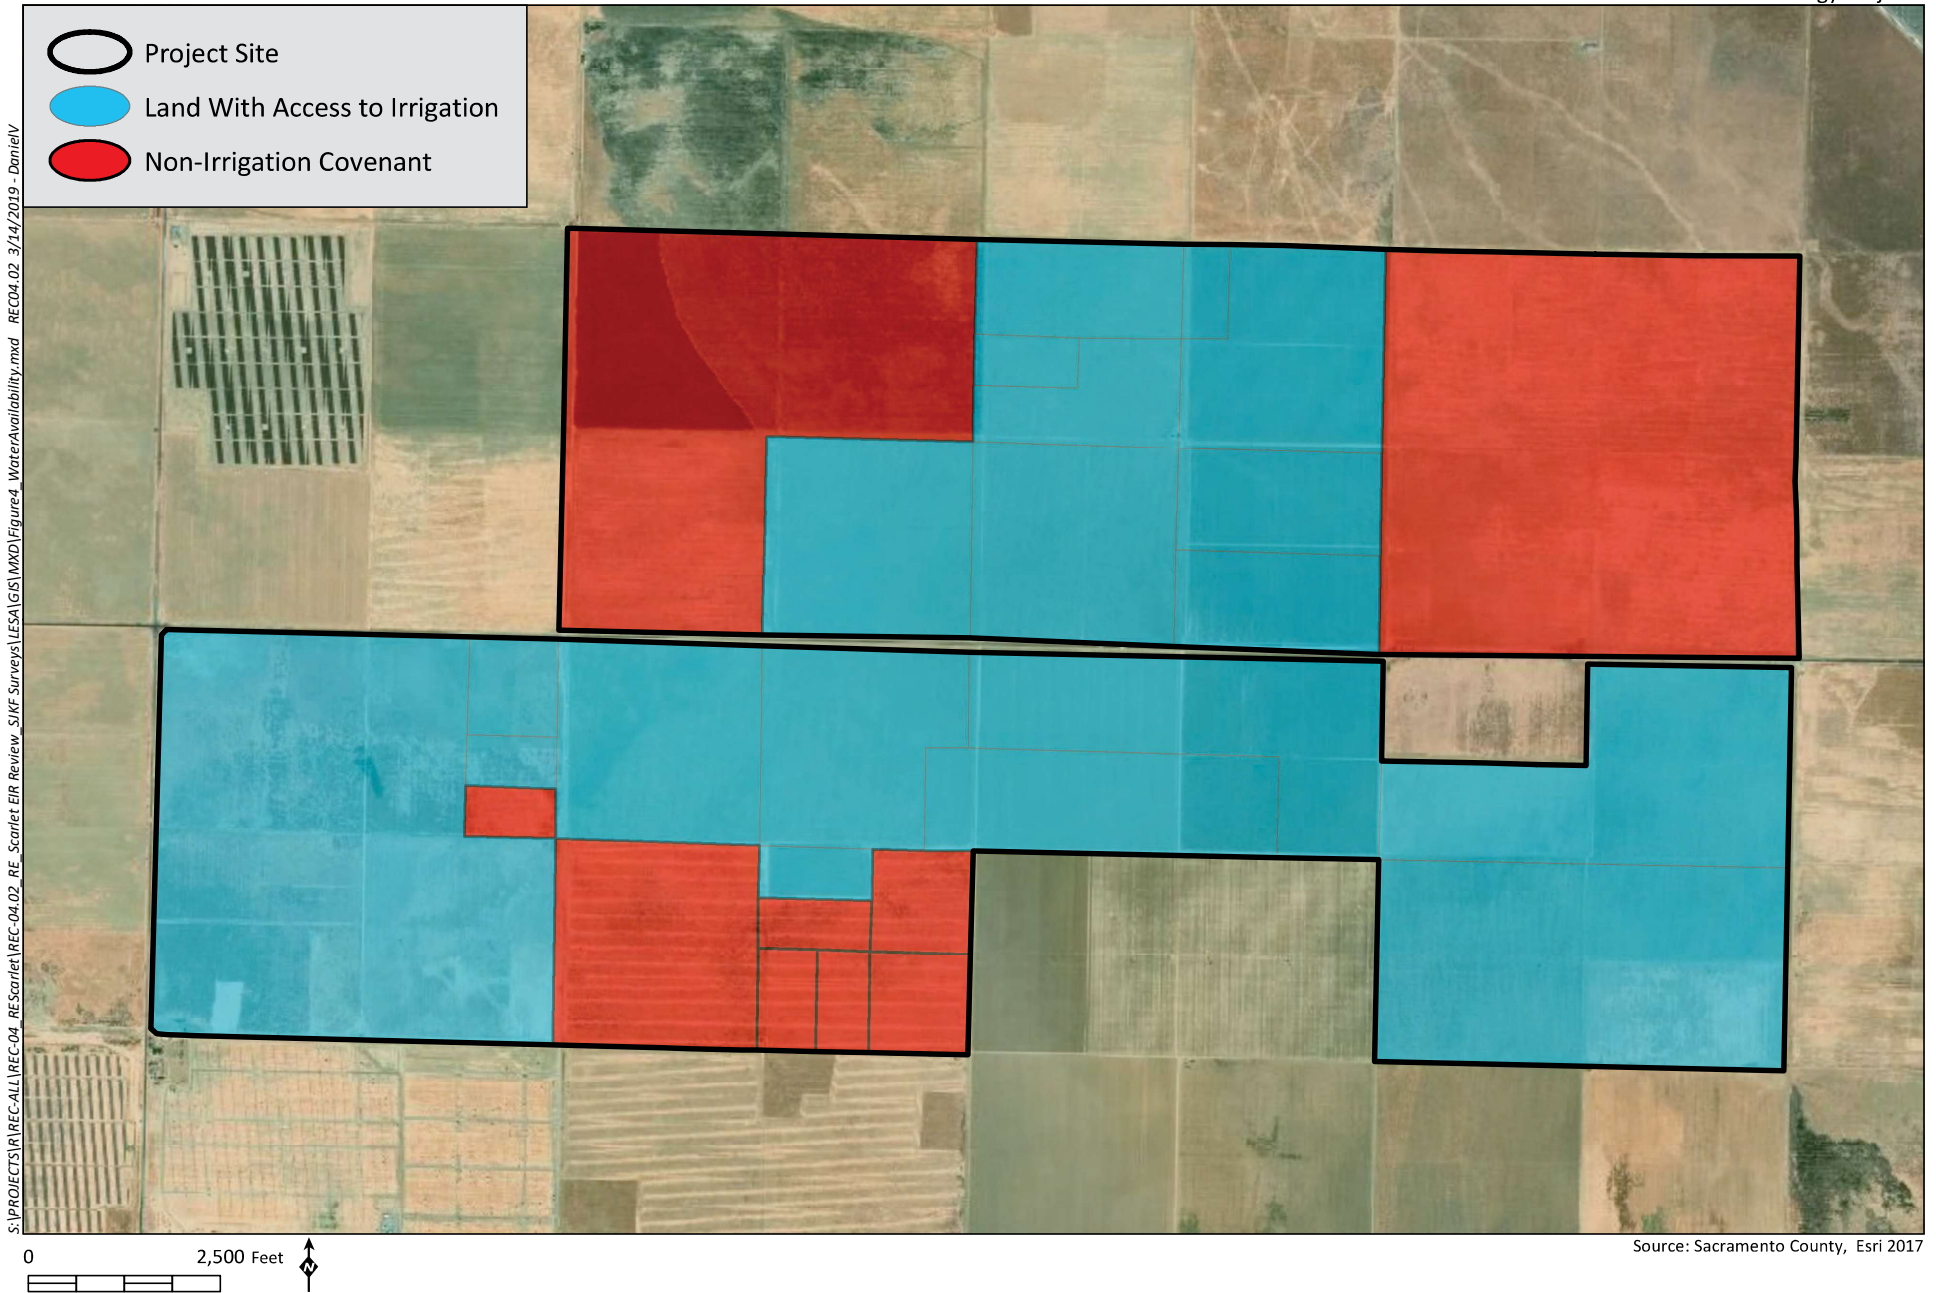 Project Site
Land With Access to Irrigation
Non-Irrigation Covenant
S:\PROJECTS\R\REC-ALL\REC-04_REScarlet\REC-04.02_RE_Scarlet EIR Review_SJKF Surveys\LESA\GIS\MXD\Figure4_WaterAvailability.mxd REC04.02 3/14/2019 - DanielV
0 2,500 Feet
N
Source: Sacramento County, Esri 2017